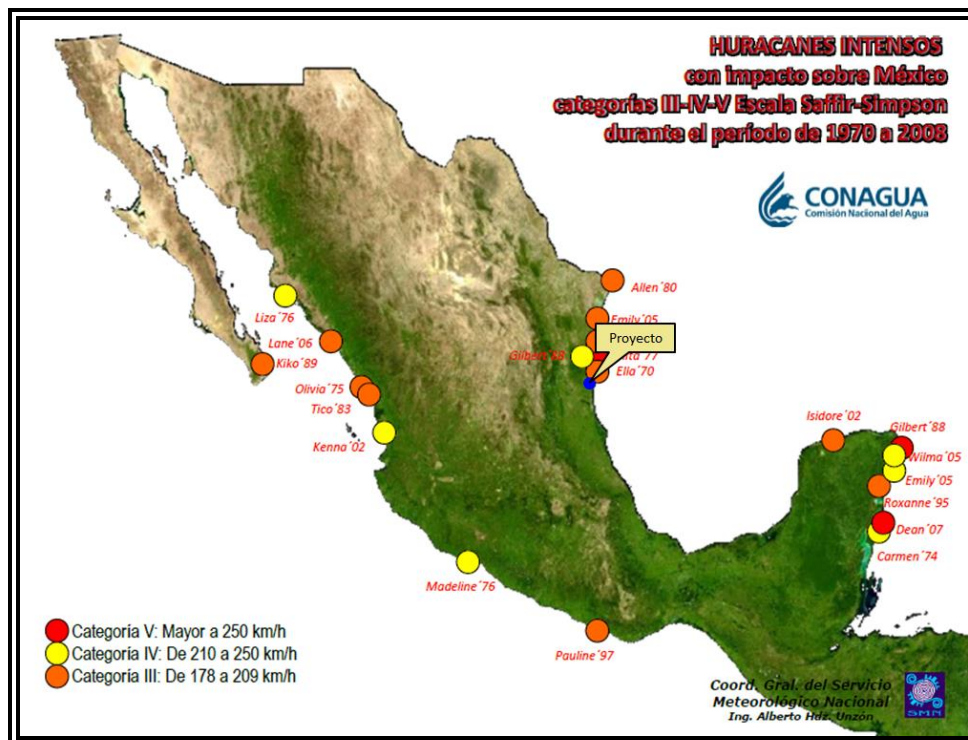 HURACANES INTENSOS
con impacto sobre México
categorías III-IV-V Escala Saffir-Simpson
durante el período de 1970 a 2008
CONAGUA
Comisión Nacional del Agua
Allen´80
Liza´76
Emily´05
Lane´06
Proyecto
Gilbert´88
Kiko´89
Ella´70
Olivia´75
Tico´83
Isidore´02
Gilbert´88
Kenna´02
Wilma´05
Emily´05
Roxanne´95
Dean´07
Carmen´74
Madeline´76
Categoría V: Mayor a 250 km/h
Categoría IV: De 210 a 250 km/h
Categoría III: De 178 a 209 km/h
Pauline´97
Coord. Gral. del Servicio
Meteorológico Nacional
Ing. Alberto Hdz. Unzón
SMN